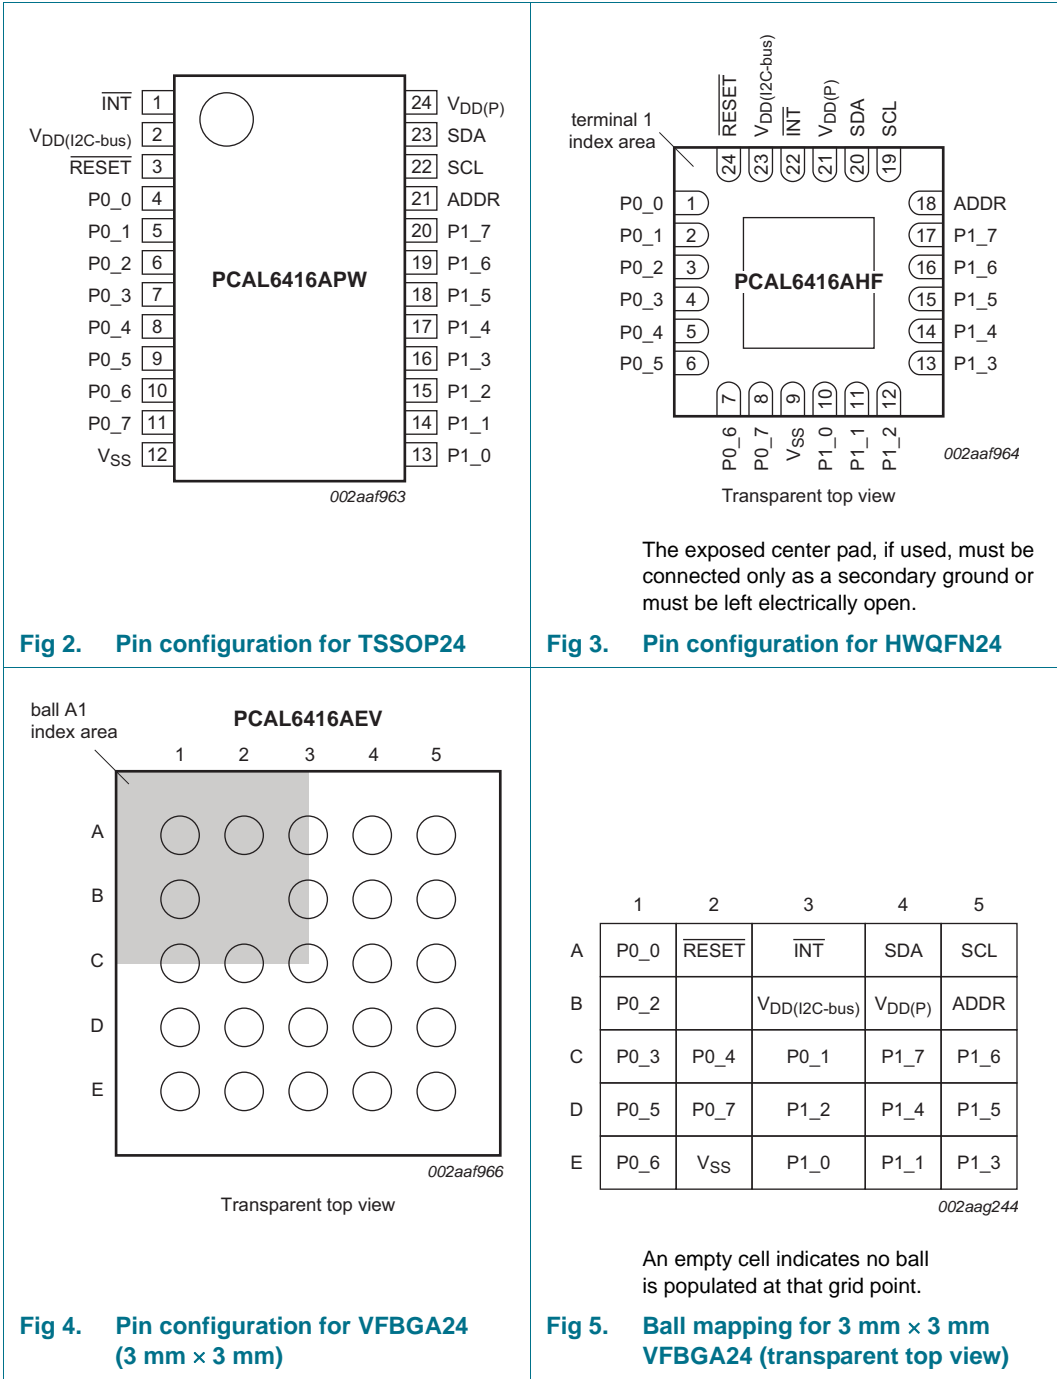 INT 1
VDD(I2C-bus) 2
RESET 3
P0_0 4
P0_1 5
P0_2 6
P0_3 7
P0_4 8
P0_5 9
P0_6 10
P0_7 11
VSS 12
PCAL6416APW
24 VDD(P)
23 SDA
22 SCL
21 ADDR
20 P1_7
19 P1_6
18 P1_5
17 P1_4
16 P1_3
15 P1_2
14 P1_1
13 P1_0
002aaf963
Fig 2. Pin configuration for TSSOP24
terminal 1
index area
RESET 24
VDD(I2C-bus) 23
INT 22
VDD(P) 21
SDA 20
SCL 19
P0_0 1
P0_1 2
P0_2 3
P0_3 4
P0_4 5
P0_5 6
PCAL6416AHF
18 ADDR
17 P1_7
16 P1_6
15 P1_5
14 P1_4
13 P1_3
7 P0_6
8 P0_7
9 VSS
10 P1_0
11 P1_1
12 P1_2
002aaf964
Transparent top view
The exposed center pad, if used, must be
connected only as a secondary ground or
must be left electrically open.
Fig 3. Pin configuration for HWQFN24
ball A1
index area
PCAL6416AEV
1 2 3 4 5
A
B
C
D
E
002aaf966
Transparent top view
Fig 4. Pin configuration for VFBGA24
(3 mm × 3 mm)
1 2 3 4 5
A P0_0 RESET INT SDA SCL
B P0_2 VDD(I2C-bus) VDD(P) ADDR
C P0_3 P0_4 P0_1 P1_7 P1_6
D P0_5 P0_7 P1_2 P1_4 P1_5
E P0_6 VSS P1_0 P1_1 P1_3
002aag244
An empty cell indicates no ball
is populated at that grid point.
Fig 5. Ball mapping for 3 mm × 3 mm
VFBGA24 (transparent top view)